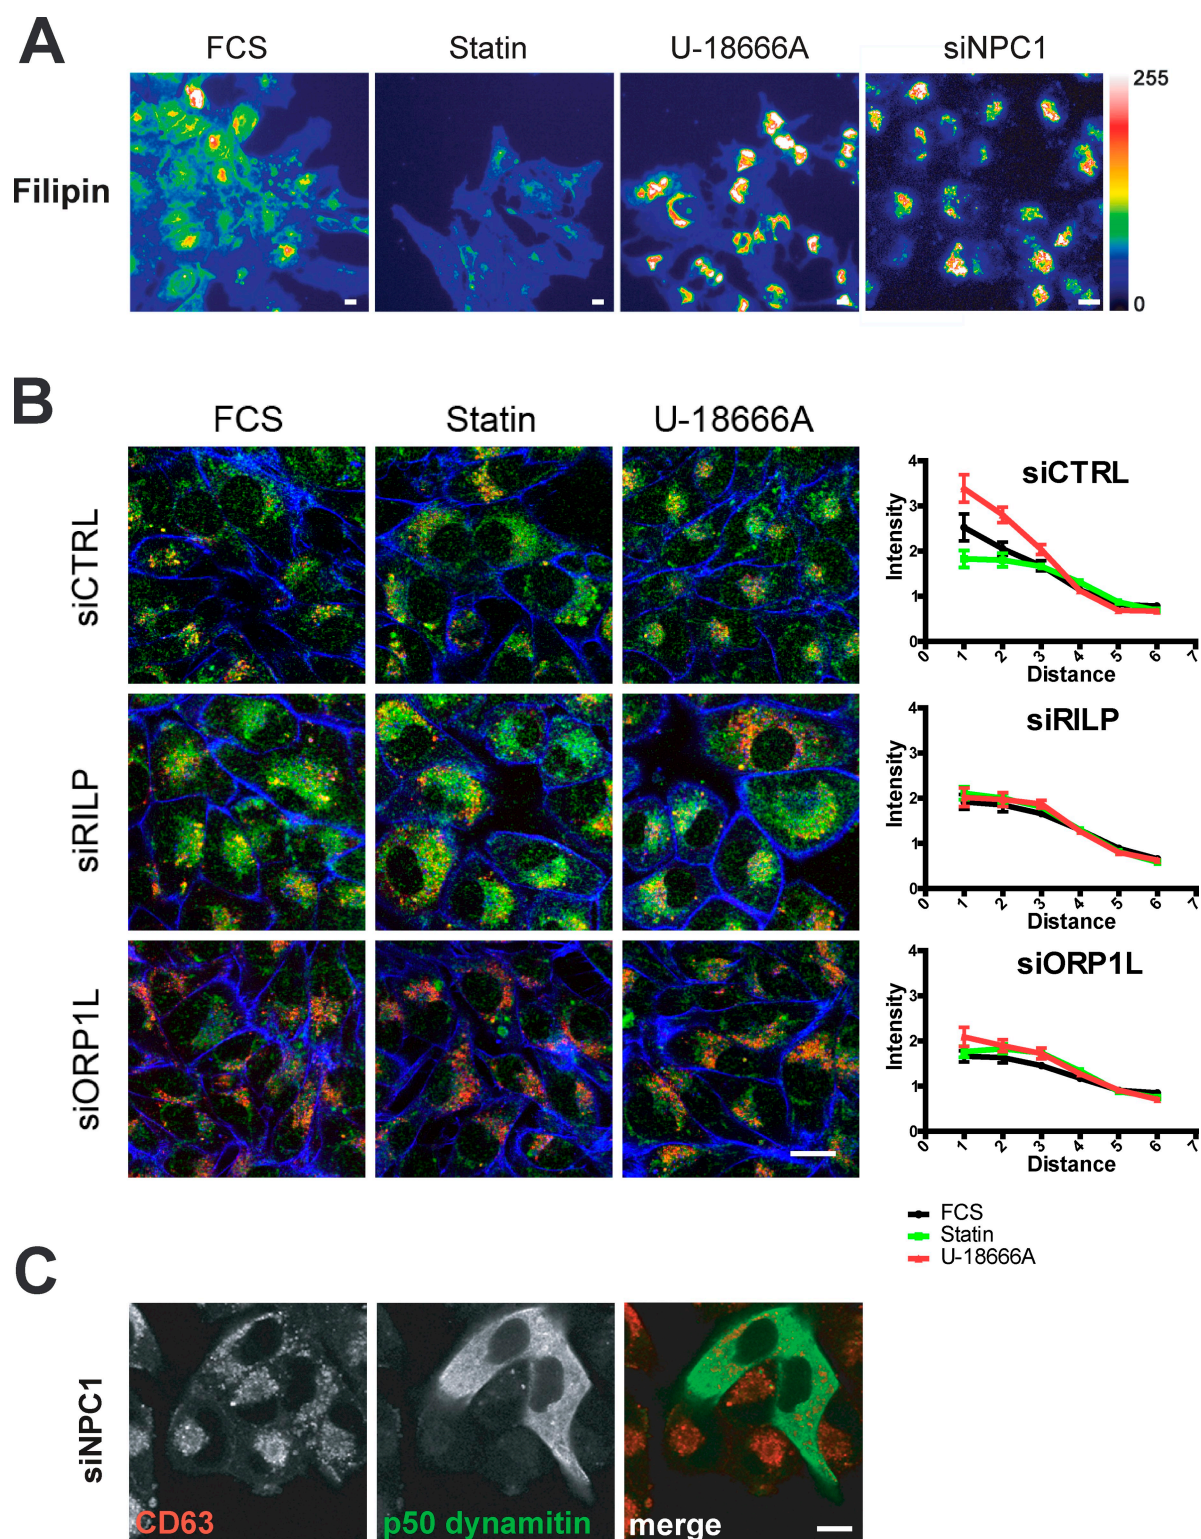 A
FCS
Statin
U-18666A
siNPC1
Filipin
255
0
B
FCS
Statin
U-18666A
siCTRL
siRILP
siORP1L
siCTRL
Intensity
4
3
2
1
0
0 1 2 3 4 5 6 7
Distance
siRILP
Intensity
4
3
2
1
0
0 1 2 3 4 5 6 7
Distance
siORP1L
Intensity
4
3
2
1
0
0 1 2 3 4 5 6 7
Distance
FCS
Statin
U-18666A
C
siNPC1
CD63
p50 dynamitin
merge